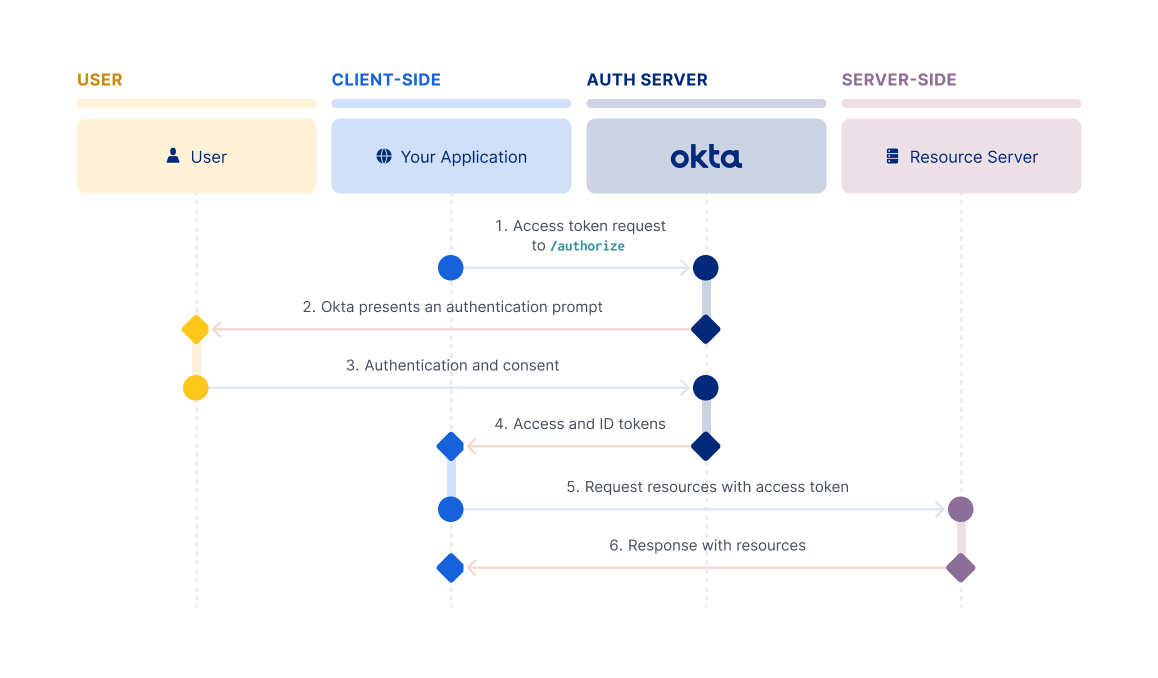 USER
CLIENT-SIDE
AUTH SERVER
SERVER-SIDE
User
Your Application
okta
Resource Server
1. Access token request
to /authorize
2. Okta presents an authentication prompt
3. Authentication and consent
4. Access and ID tokens
5. Request resources with access token
6. Response with resources